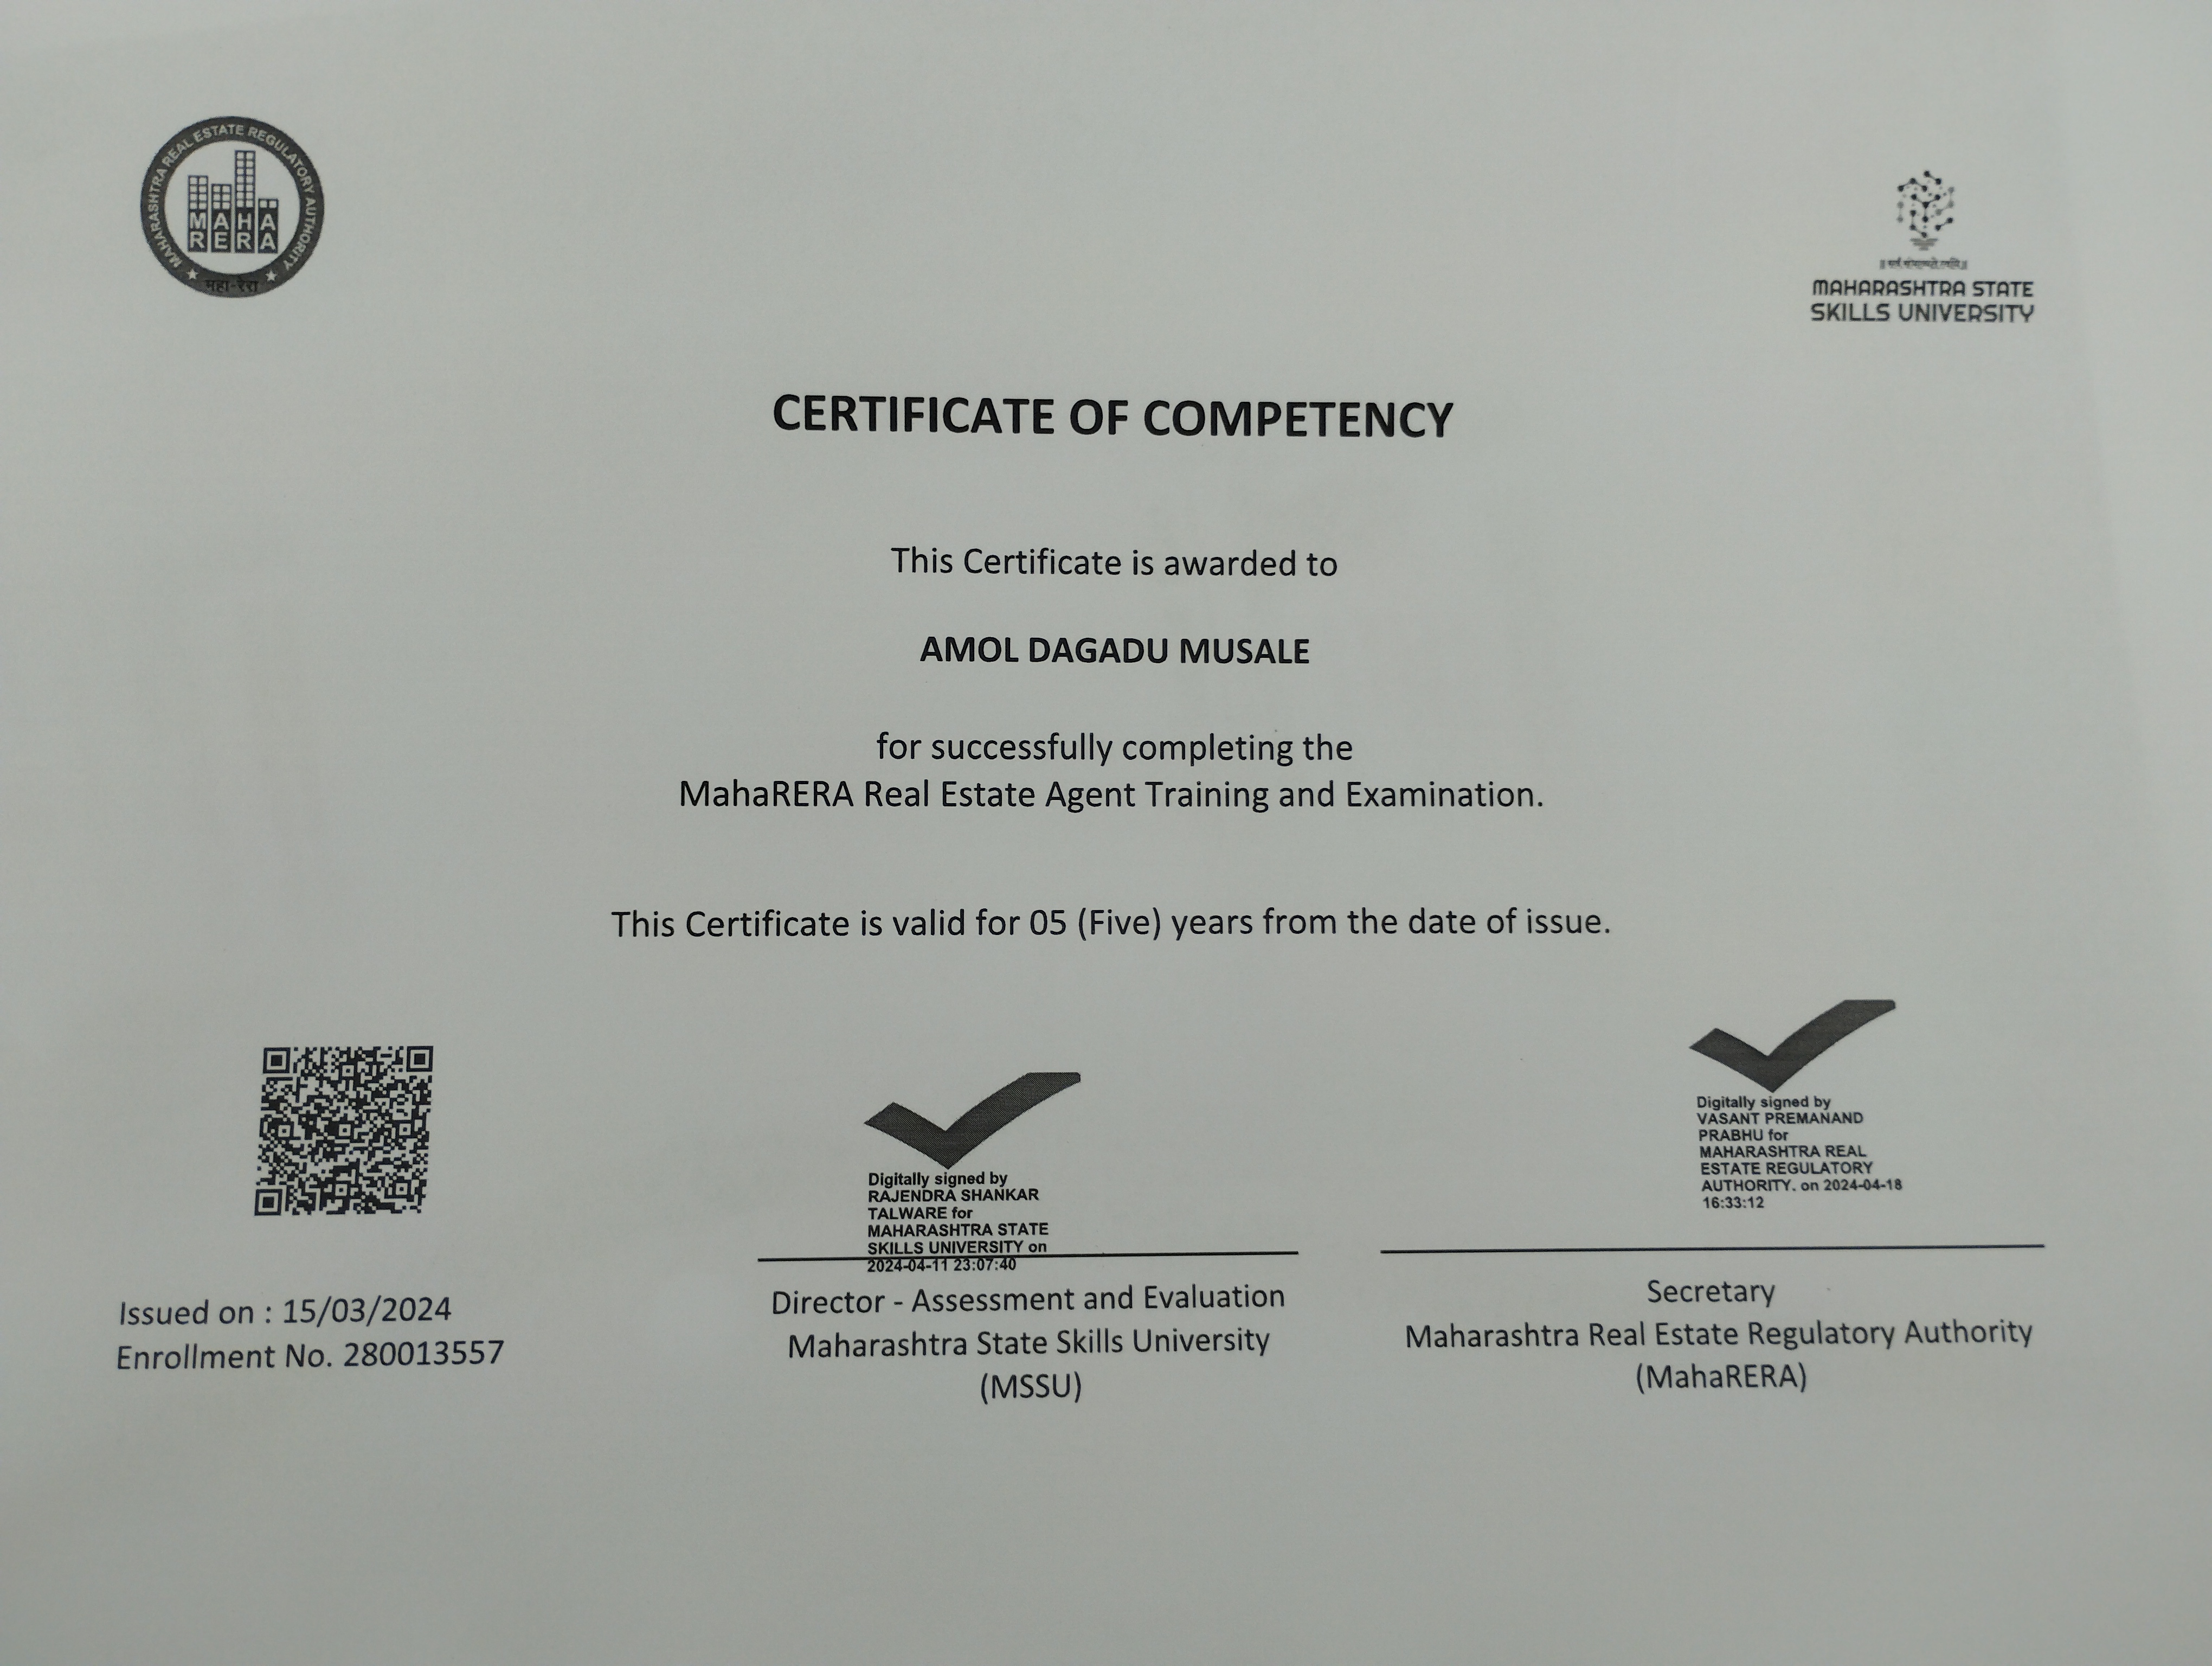 MAHARASHTRA REAL ESTATE REGULATORY AUTHORITY
MAHA
RERA
महा-रेरा
MAHARASHTRA STATE
SKILLS UNIVERSITY
CERTIFICATE OF COMPETENCY
This Certificate is awarded to
AMOL DAGADU MUSALE
for successfully completing the
MahaRERA Real Estate Agent Training and Examination.
This Certificate is valid for 05 (Five) years from the date of issue.
Digitally signed by
RAJENDRA SHANKAR
TALWARE for
MAHARASHTRA STATE
SKILLS UNIVERSITY on
2024-04-11 23:07:40
Digitally signed by
VASANT PREMANAND
PRABHU for
MAHARASHTRA REAL
ESTATE REGULATORY
AUTHORITY. on 2024-04-18
16:33:12
Issued on : 15/03/2024
Enrollment No. 280013557
Director - Assessment and Evaluation
Maharashtra State Skills University
(MSSU)
Secretary
Maharashtra Real Estate Regulatory Authority
(MahaRERA)